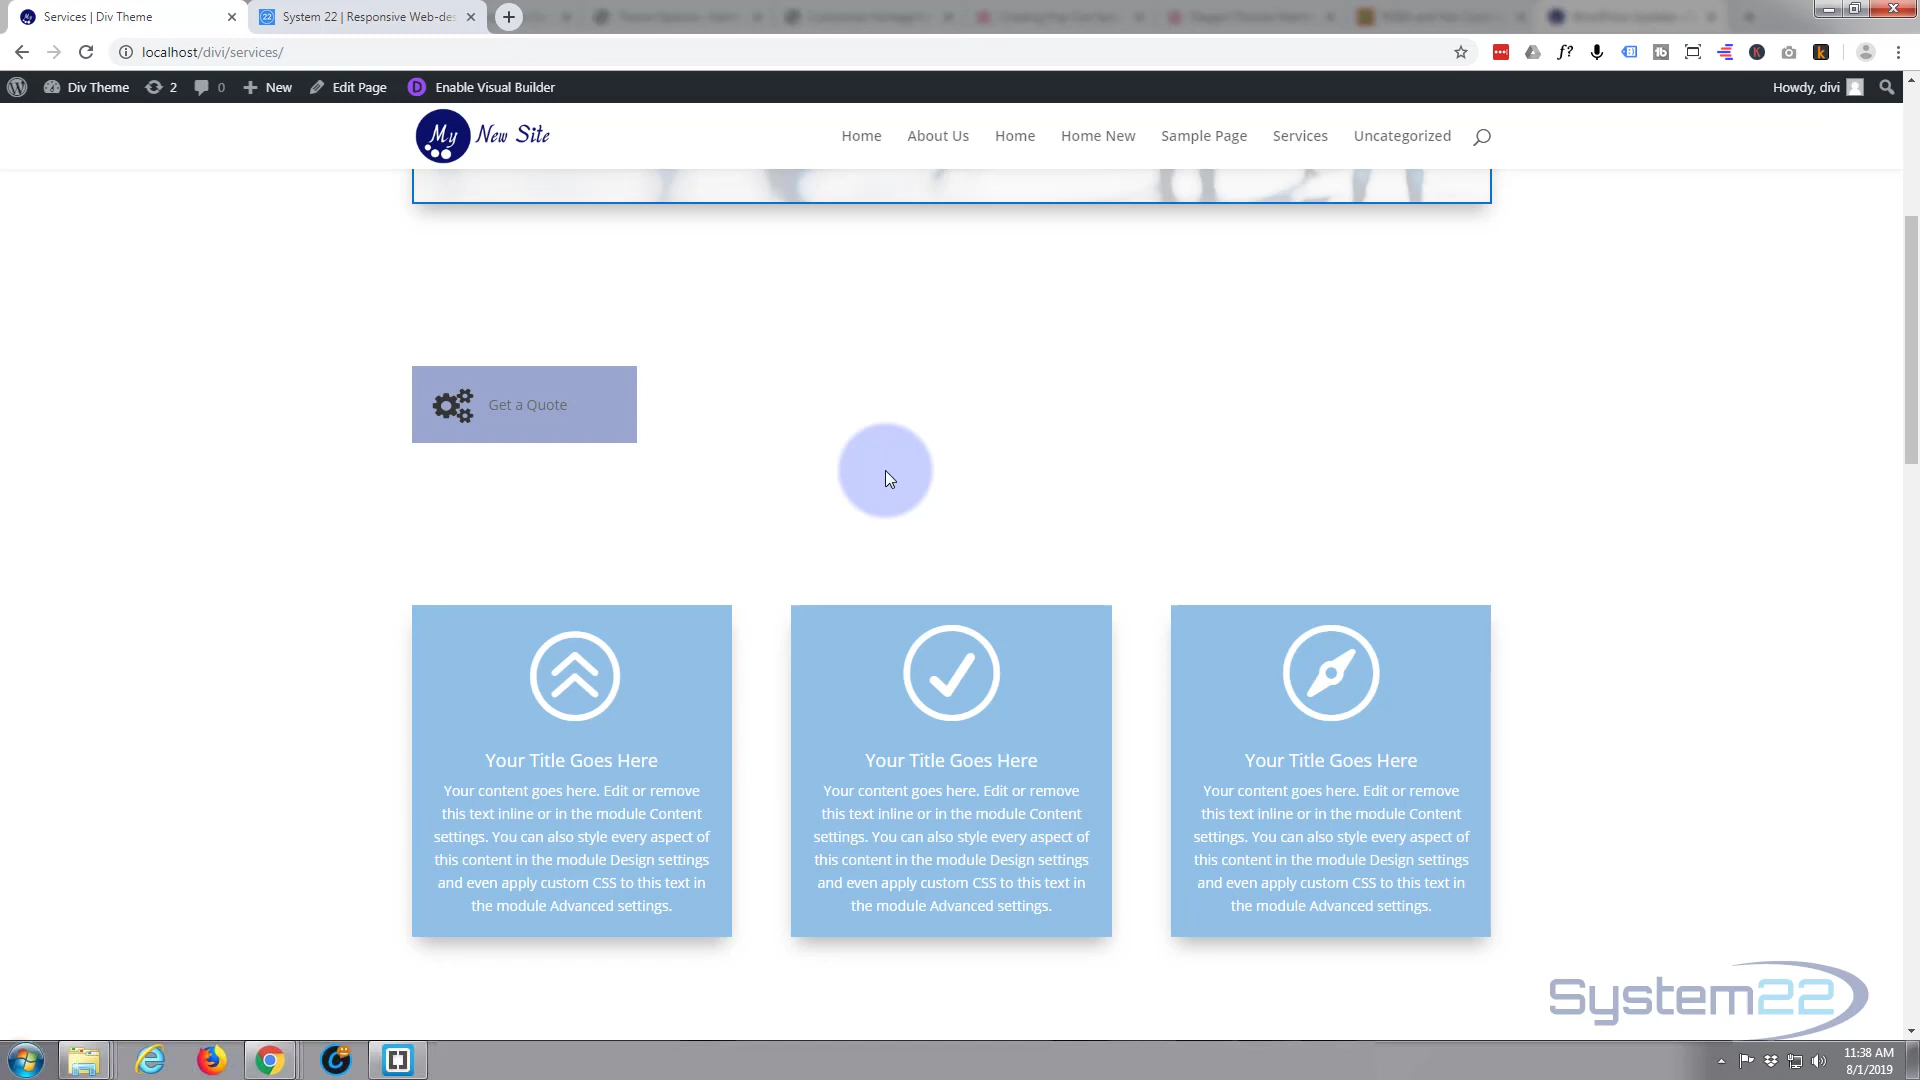 Services | Div Theme
System 22 | Responsive Web-des
localhost/divi/services/
Div Theme
2
0
New
Edit Page
Enable Visual Builder
Howdy, divi
My New Site
Home
About Us
Home
Home New
Sample Page
Services
Uncategorized
Get a Quote
Your Title Goes Here
Your content goes here. Edit or remove
this text inline or in the module Content
settings. You can also style every aspect of
this content in the module Design settings
and even apply custom CSS to this text in
the module Advanced settings.
Your Title Goes Here
Your content goes here. Edit or remove
this text inline or in the module Content
settings. You can also style every aspect of
this content in the module Design settings
and even apply custom CSS to this text in
the module Advanced settings.
Your Title Goes Here
Your content goes here. Edit or remove
this text inline or in the module Content
settings. You can also style every aspect of
this content in the module Design settings
and even apply custom CSS to this text in
the module Advanced settings.
System22
11:38 AM
8/1/2019